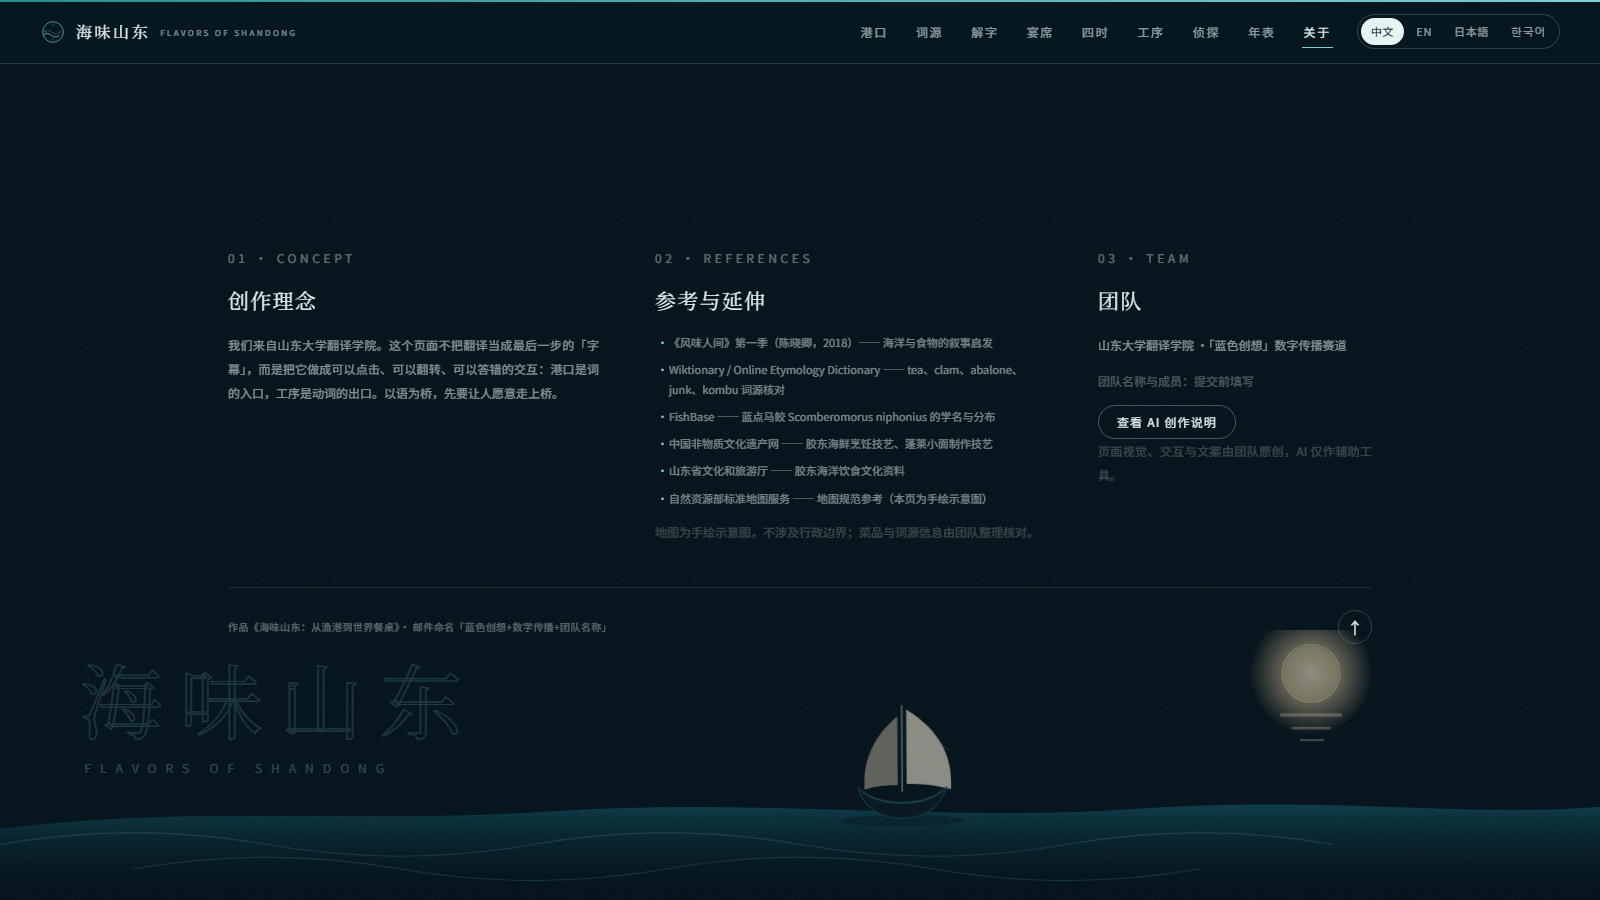 海味山东 FLAVORS OF SHANDONG
港口 词源 解字 宴席 四时 工序 侦探 年表 关于 中文 EN 日本語 한국어
01 · CONCEPT
创作理念
我们来自山东大学翻译学院。这个页面不把翻译当成最后一步的「字
幕」，而是把它做成可以点击、可以翻转、可以答错的交互：港口是词
的入口，工序是动词的出口。以语为桥，先要让人愿意走上桥。
02 · REFERENCES
参考与延伸
· 《风味人间》第一季（陈晓卿，2018）—— 海洋与食物的叙事启发
· Wiktionary / Online Etymology Dictionary —— tea、clam、abalone、
junk、kombu 词源核对
· FishBase —— 蓝点马鲛 Scomberomorus niphonius 的学名与分布
· 中国非物质文化遗产网 —— 胶东海鲜烹饪技艺、蓬莱小面制作技艺
· 山东省文化和旅游厅 —— 胶东海洋饮食文化资料
· 自然资源部标准地图服务 —— 地图规范参考（本页为手绘示意图）
地图为手绘示意图，不涉及行政边界；菜品与词源信息由团队整理核对。
03 · TEAM
团队
山东大学翻译学院 ·「蓝色创想」数字传播赛道
团队名称与成员：提交前填写
查看 AI 创作说明
页面视觉、交互与文案由团队原创，AI 仅作辅助工
具。
作品《海味山东：从渔港到世界餐桌》· 邮件命名「蓝色创想+数字传播+团队名称」
↑
海味山东
FLAVORS OF SHANDONG